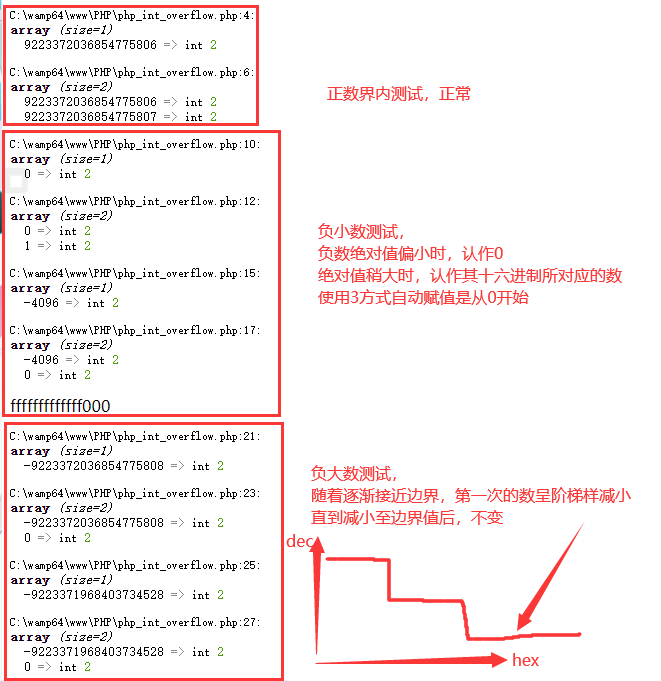 C:\wamp64\www\PHP\php_int_overflow.php:4:
array (size=1)
9223372036854775806 => int 2
C:\wamp64\www\PHP\php_int_overflow.php:6:
array (size=2)
9223372036854775806 => int 2
9223372036854775807 => int 2
正数界内测试，正常
C:\wamp64\www\PHP\php_int_overflow.php:10:
array (size=1)
0 => int 2
C:\wamp64\www\PHP\php_int_overflow.php:12:
array (size=2)
0 => int 2
1 => int 2
C:\wamp64\www\PHP\php_int_overflow.php:15:
array (size=1)
-4096 => int 2
C:\wamp64\www\PHP\php_int_overflow.php:17:
array (size=2)
-4096 => int 2
0 => int 2
fffffffffffff000
负小数测试，
负数绝对值偏小时，认作0
绝对值稍大时，认作其十六进制所对应的数
使用3方式自动赋值是从0开始
C:\wamp64\www\PHP\php_int_overflow.php:21:
array (size=1)
-9223372036854775808 => int 2
C:\wamp64\www\PHP\php_int_overflow.php:23:
array (size=2)
-9223372036854775808 => int 2
0 => int 2
C:\wamp64\www\PHP\php_int_overflow.php:25:
array (size=1)
-9223371968403734528 => int 2
C:\wamp64\www\PHP\php_int_overflow.php:27:
array (size=2)
-9223371968403734528 => int 2
0 => int 2
负大数测试，
随着逐渐接近边界，第一次的数呈阶梯样减小
直到减小至边界值后，不变
dec
hex